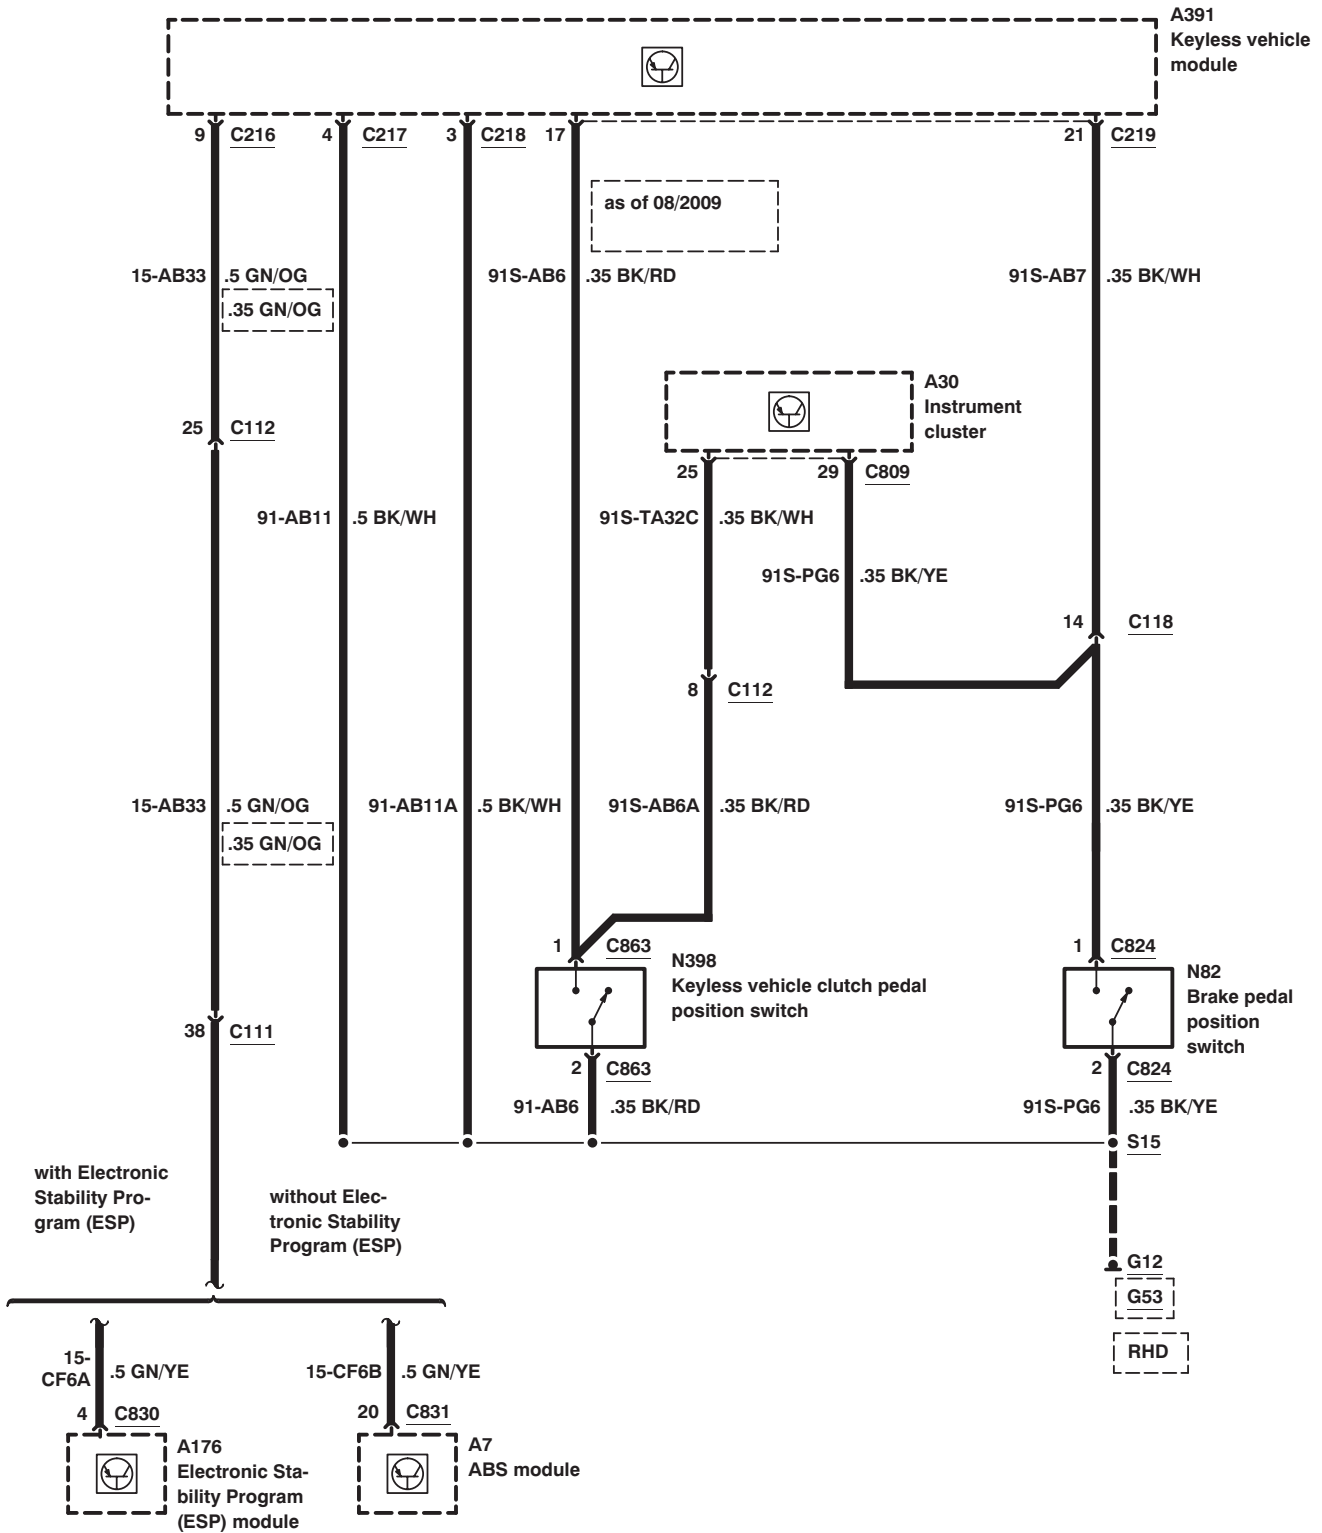 A391
Keyless vehicle
module
9 C216 4 C217 3 C218 17 21 C219
as of 08/2009
15-AB33 .5 GN/OG 91S-AB6 .35 BK/RD 91S-AB7 .35 BK/WH
.35 GN/OG
A30
Instrument
cluster
25 C112
25 29 C809
91-AB11 .5 BK/WH 91S-TA32C .35 BK/WH
91S-PG6 .35 BK/YE
14 C118
8 C112
15-AB33 .5 GN/OG 91-AB11A .5 BK/WH 91S-AB6A .35 BK/RD 91S-PG6 .35 BK/YE
.35 GN/OG
1 C863 1 C824
N398
Keyless vehicle clutch pedal
position switch
N82
Brake pedal
position
switch
38 C111
2 C863 2 C824
91-AB6 .35 BK/RD 91S-PG6 .35 BK/YE
S15
with Electronic
Stability Pro-
gram (ESP)
without Elec-
tronic Stability
Program (ESP)
G12
G53
RHD
15-
CF6A .5 GN/YE
15-CF6B .5 GN/YE
4 C830 20 C831
A176
Electronic Sta-
bility Program
(ESP) module
A7
ABS module